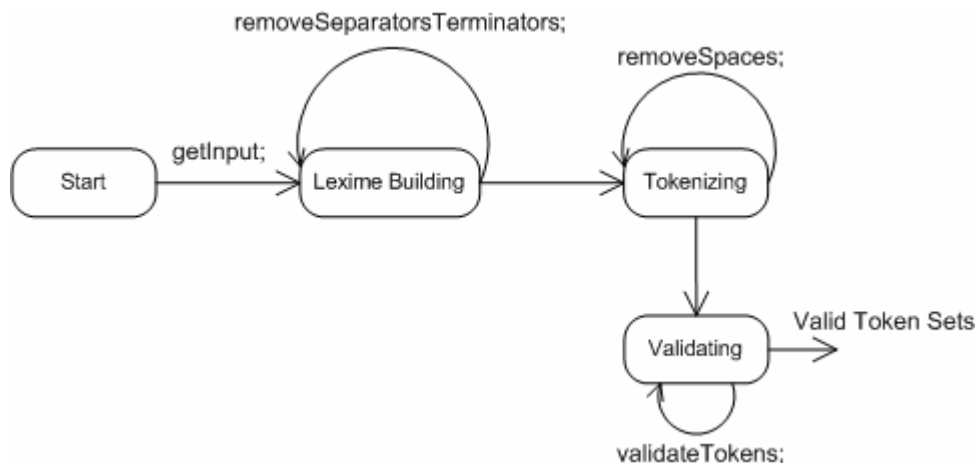 removeSeparatorsTerminators;
removeSpaces;
getInput;
Start
Lexime Building
Tokenizing
Valid Token Sets
Validating
validateTokens;